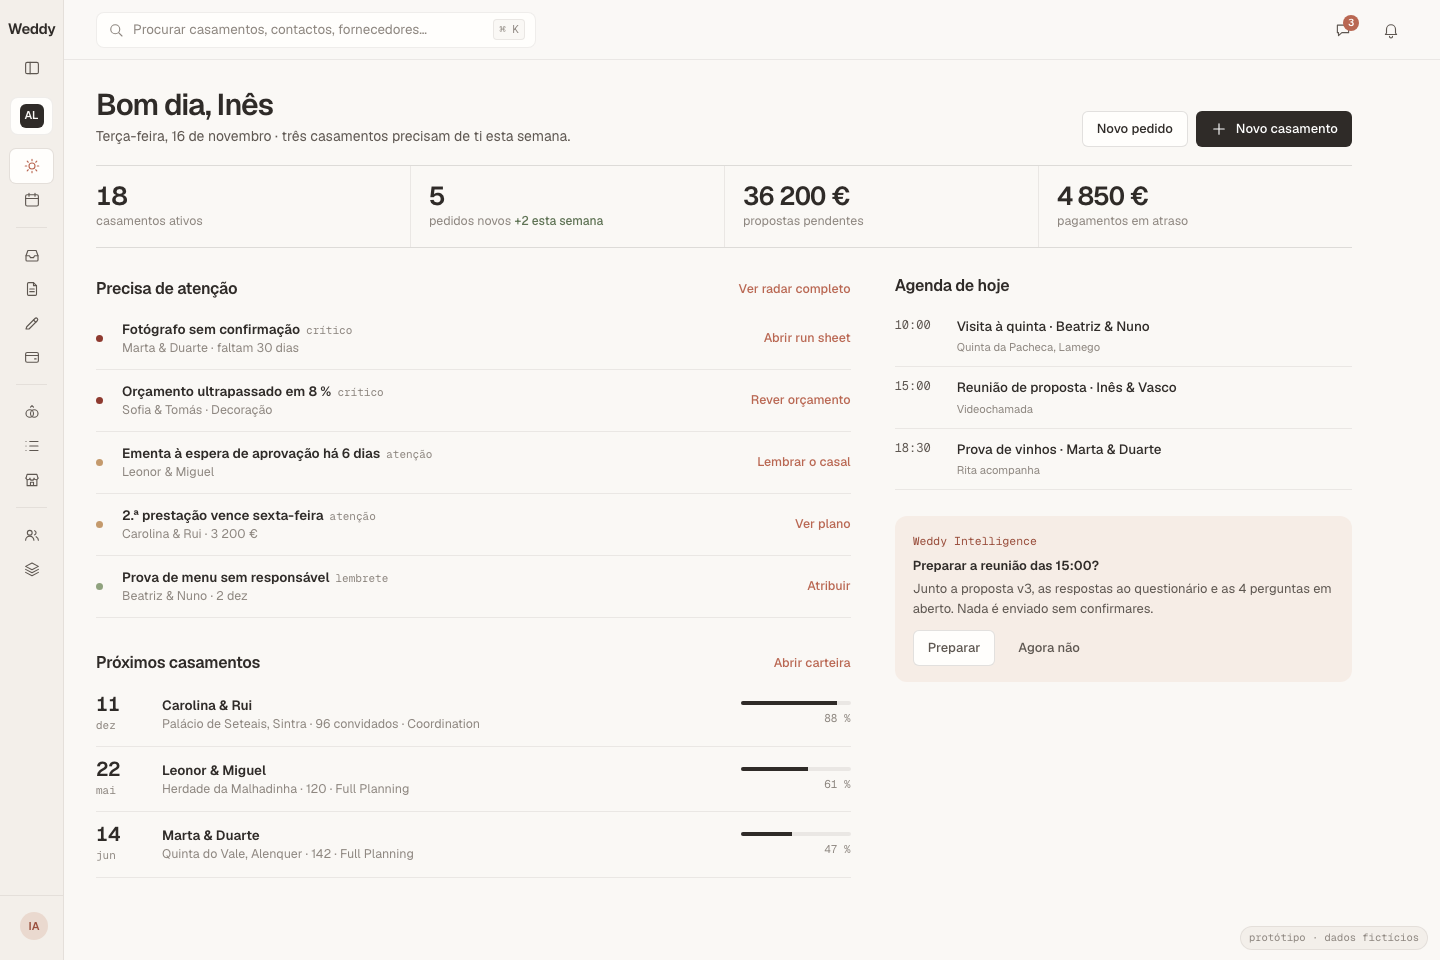 Weddy
Procurar casamentos, contactos, fornecedores…
⌘ K
3
AL
Bom dia, Inês
Terça-feira, 16 de novembro · três casamentos precisam de ti esta semana.
Novo pedido
Novo casamento
18
casamentos ativos
5
pedidos novos +2 esta semana
36 200 €
propostas pendentes
4 850 €
pagamentos em atraso
Precisa de atenção
Ver radar completo
Fotógrafo sem confirmação crítico
Marta & Duarte · faltam 30 dias
Abrir run sheet
Orçamento ultrapassado em 8 % crítico
Sofia & Tomás · Decoração
Rever orçamento
Ementa à espera de aprovação há 6 dias atenção
Leonor & Miguel
Lembrar o casal
2.ª prestação vence sexta-feira atenção
Carolina & Rui · 3 200 €
Ver plano
Prova de menu sem responsável lembrete
Beatriz & Nuno · 2 dez
Atribuir
Próximos casamentos
Abrir carteira
11
dez
Carolina & Rui
Palácio de Seteais, Sintra · 96 convidados · Coordination
88 %
22
mai
Leonor & Miguel
Herdade da Malhadinha · 120 · Full Planning
61 %
14
jun
Marta & Duarte
Quinta do Vale, Alenquer · 142 · Full Planning
47 %
Agenda de hoje
10:00
Visita à quinta · Beatriz & Nuno
Quinta da Pacheca, Lamego
15:00
Reunião de proposta · Inês & Vasco
Videochamada
18:30
Prova de vinhos · Marta & Duarte
Rita acompanha
Weddy Intelligence
Preparar a reunião das 15:00?
Junto a proposta v3, as respostas ao questionário e as 4 perguntas em
aberto. Nada é enviado sem confirmares.
Preparar
Agora não
IA
protótipo · dados fictícios